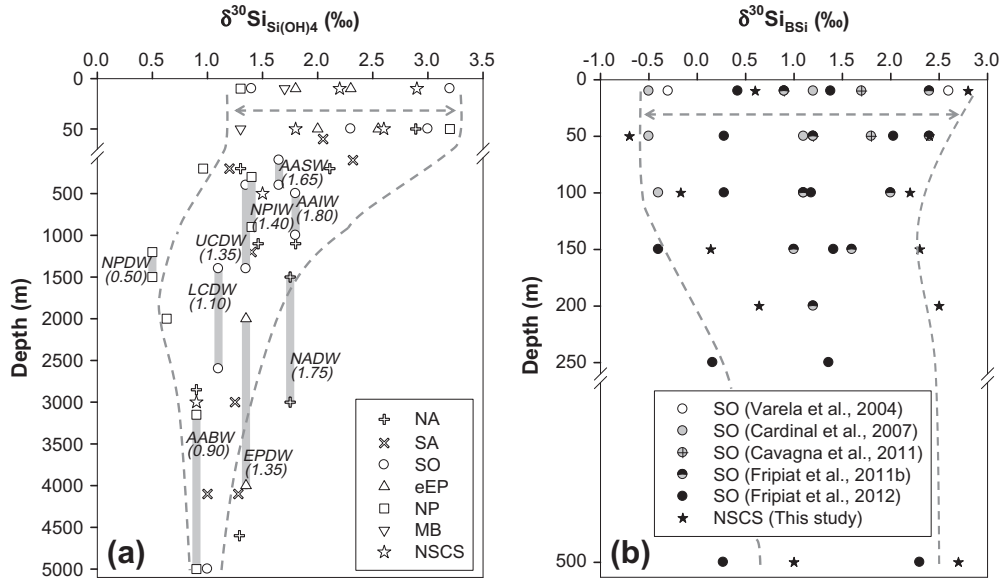 δ³⁰Si Si(OH)4 (‰)
0.0 0.5 1.0 1.5 2.0 2.5 3.0 3.5
Depth (m)
0
50
500
1000
1500
2000
2500
3000
3500
4000
4500
5000
AASW
(1.65)
AAIW
(1.80)
NPIW
(1.40)
UCDW
(1.35)
NPDW
(0.50)
LCDW
(1.10)
NADW
(1.75)
AABW
(0.90)
EPDW
(1.35)
NA
SA
SO
eEP
NP
MB
NSCS
(a)
δ³⁰Si BSi (‰)
-1.0 -0.5 0.0 0.5 1.0 1.5 2.0 2.5 3.0
Depth (m)
0
50
100
150
200
250
500
SO (Varela et al., 2004)
SO (Cardinal et al., 2007)
SO (Cavagna et al., 2011)
SO (Fripiat et al., 2011b)
SO (Fripiat et al., 2012)
NSCS (This study)
(b)